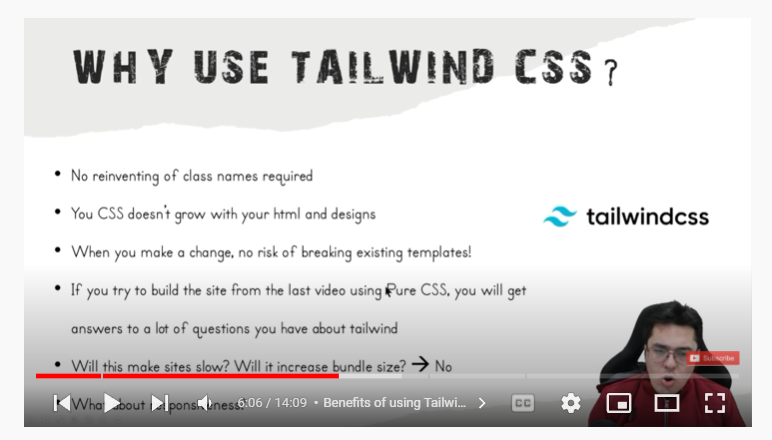 WHY USE TAILWIND CSS?
• No reinventing of class names required
• You CSS doesn't grow with your html and designs
tailwindcss
• When you make a change, no risk of breaking existing templates!
• If you try to build the site from the last video using Pure CSS, you will get
answers to a lot of questions you have about tailwind
• Will this make sites slow? Will it increase bundle size? → No
Subscribe
• What about responsiveness?
6:06 / 14:09 • Benefits of using Tailwi...
CC